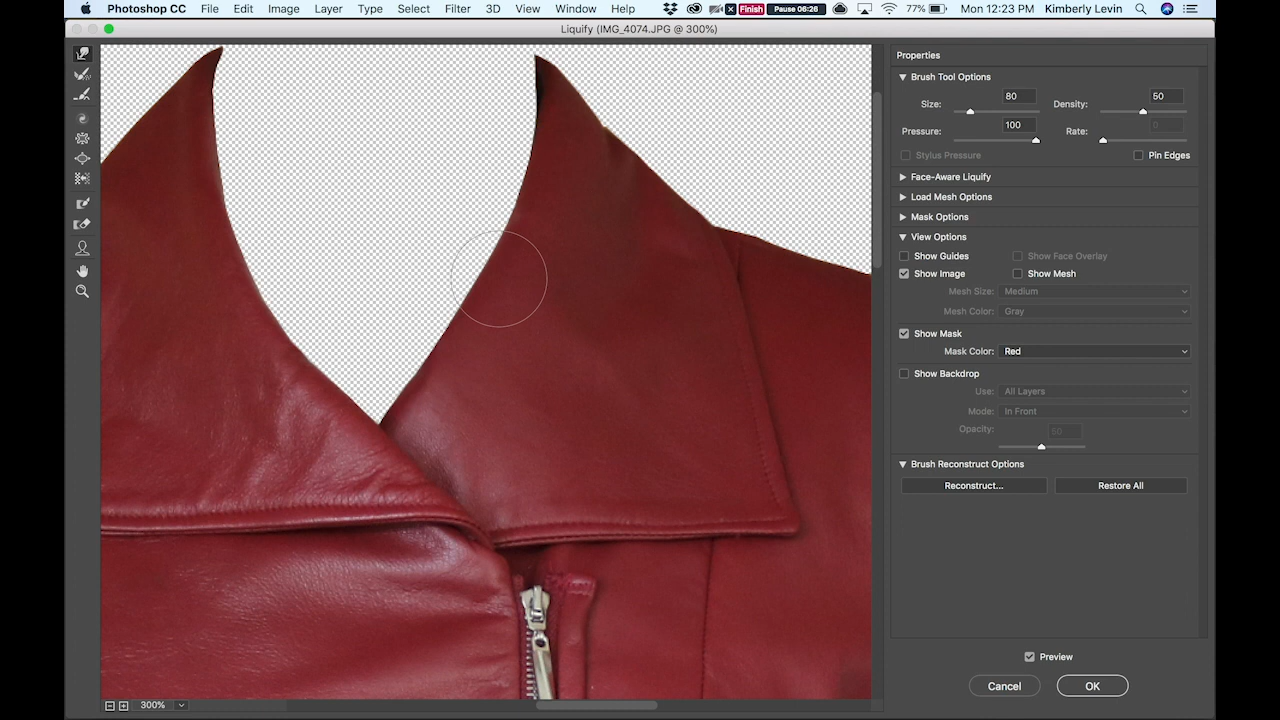 Photoshop CC File Edit Image Layer Type Select Filter 3D View Window Help Finish Pause 06:26 77% Mon 12:23 PM Kimberly Levin
Liquify (IMG_4074.JPG @ 300%)
Properties
Brush Tool Options
Size: 80 Density: 50
Pressure: 100 Rate: 0
Stylus Pressure Pin Edges
Face-Aware Liquify
Load Mesh Options
Mask Options
View Options
Show Guides Show Face Overlay
Show Image Show Mesh
Mesh Size: Medium
Mesh Color: Gray
Show Mask
Mask Color: Red
Show Backdrop
Use: All Layers
Mode: In Front
Opacity: 50
Brush Reconstruct Options
Reconstruct... Restore All
Preview
Cancel OK
300%